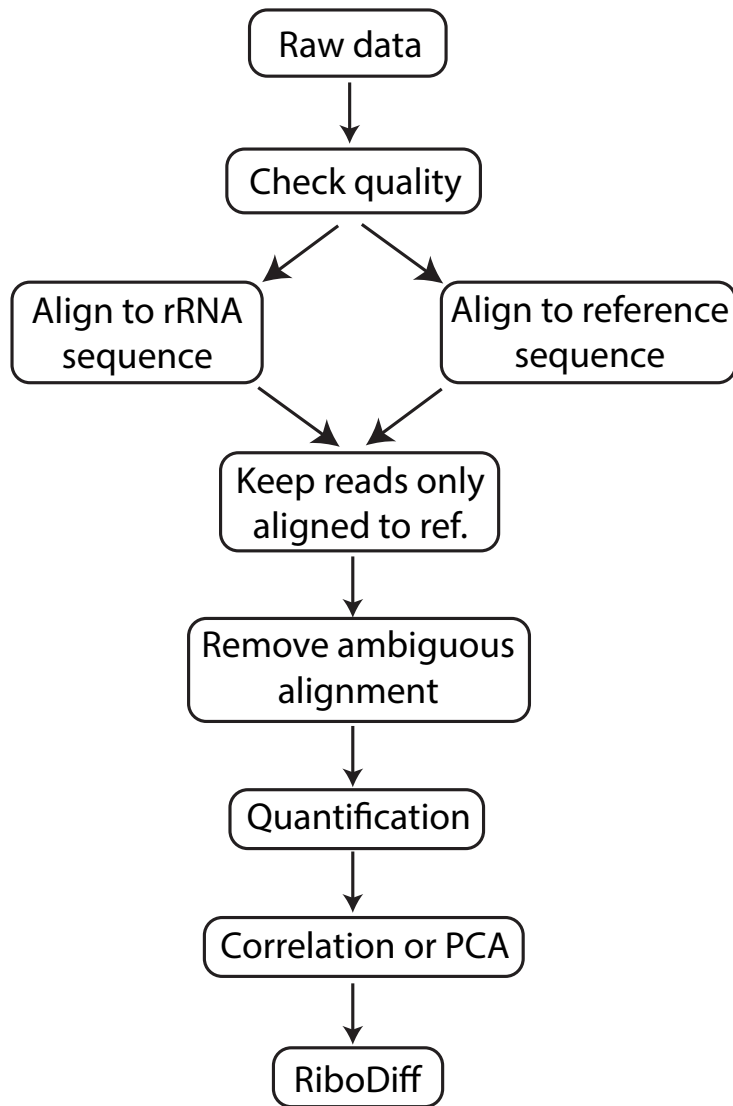 Raw data
Check quality
Align to rRNA
sequence
Align to reference
sequence
Keep reads only
aligned to ref.
Remove ambiguous
alignment
Quantification
Correlation or PCA
RiboDiff